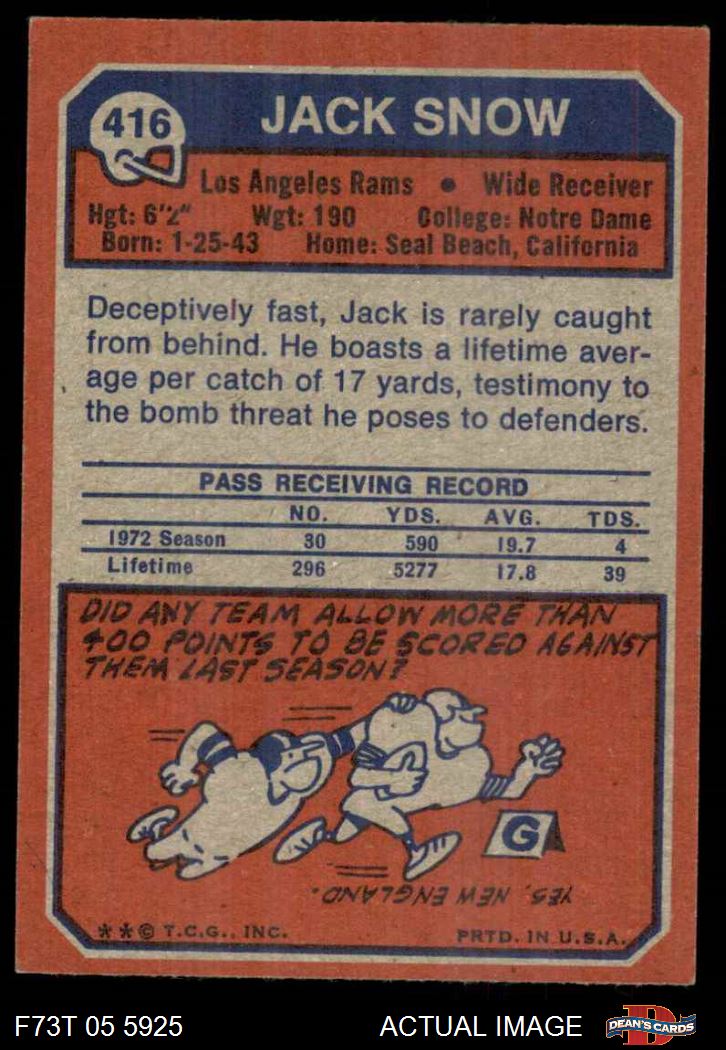 416
JACK SNOW
Los Angeles Rams • Wide Receiver
Hgt: 6'2" Wgt: 190 College: Notre Dame
Born: 1-25-43 Home: Seal Beach, California
Deceptively fast, Jack is rarely caught
from behind. He boasts a lifetime aver-
age per catch of 17 yards, testimony to
the bomb threat he poses to defenders.
PASS RECEIVING RECORD
NO. YDS. AVG. TDS.
1972 Season 30 590 19.7 4
Lifetime 296 5277 17.8 39
DID ANY TEAM ALLOW MORE THAN
400 POINTS TO BE SCORED AGAINST
THEM LAST SEASON?
G
YES, NEW ENGLAND.
**© T.C.G., INC. PRTD. IN U.S.A.
F73T 05 5925 ACTUAL IMAGE
D
DEAN'S CARDS